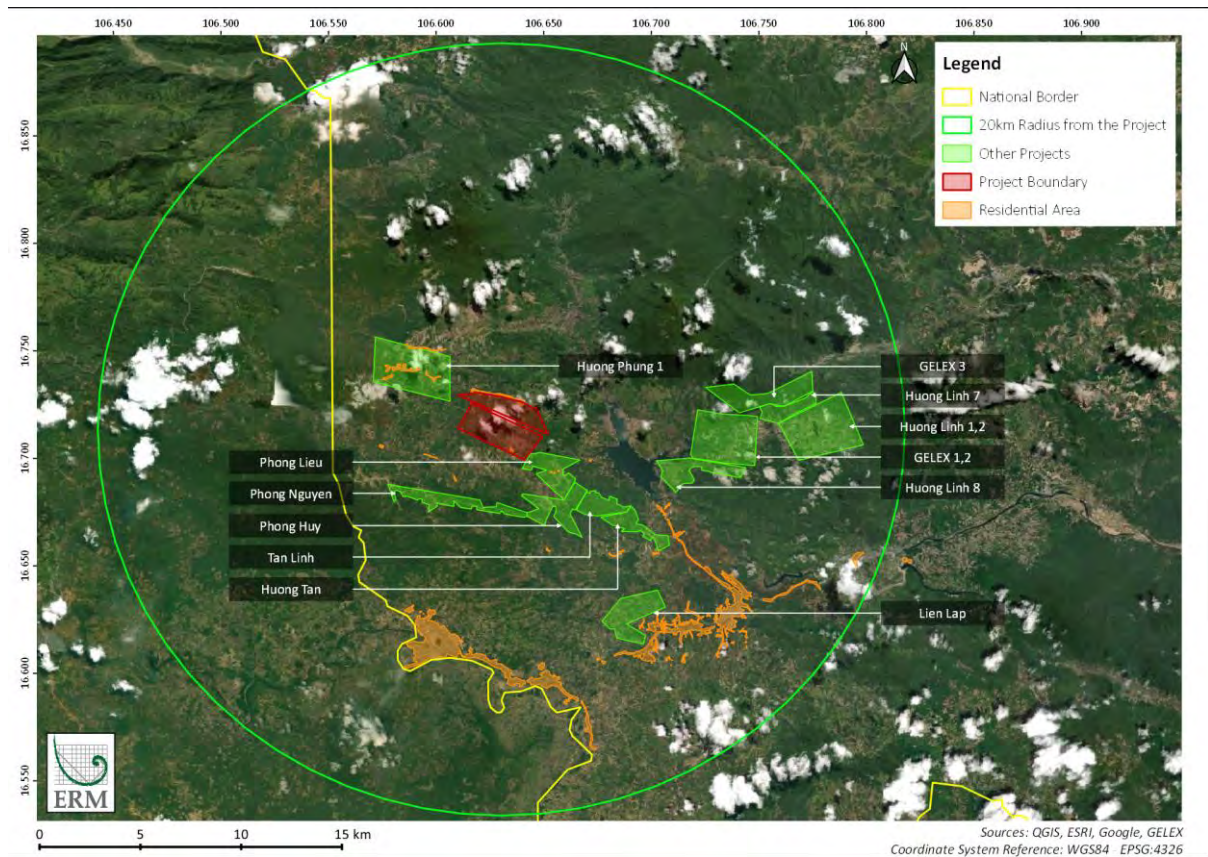 106.450 106.500 106.550 106.600 106.650 106.700 106.750 106.800 106.850 106.900
N
Legend
National Border
20km Radius from the Project
Other Projects
Project Boundary
Residential Area
16.850
16.800
16.750
16.700
16.650
16.600
16.550
Huong Phung 1
GELEX 3
Huong Linh 7
Huong Linh 1,2
GELEX 1,2
Huong Linh 8
Phong Lieu
Phong Nguyen
Phong Huy
Tan Linh
Huong Tan
Lien Lap
ERM
0 5 10 15 km
Sources: QGIS, ESRI, Google, GELEX
Coordinate System Reference: WGS84 EPSG:4326